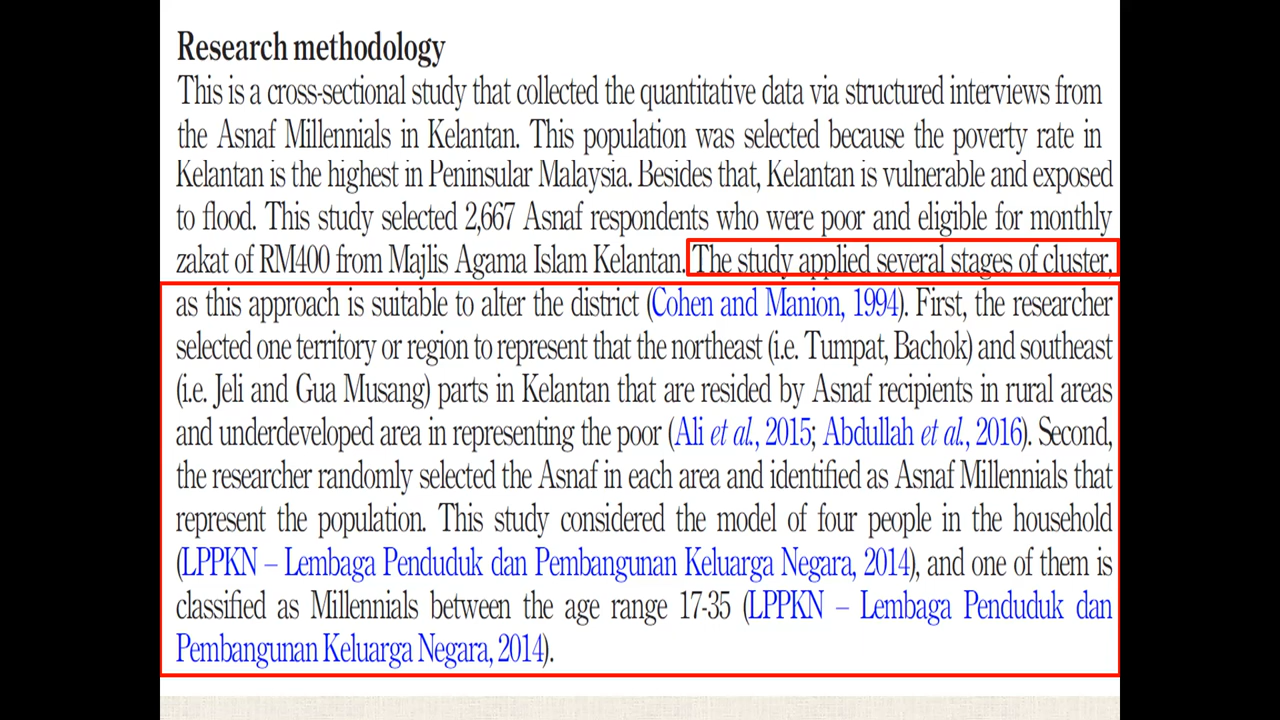 Research methodology
This is a cross-sectional study that collected the quantitative data via structured interviews from
the Asnaf Millennials in Kelantan. This population was selected because the poverty rate in
Kelantan is the highest in Peninsular Malaysia. Besides that, Kelantan is vulnerable and exposed
to flood. This study selected 2,667 Asnaf respondents who were poor and eligible for monthly
zakat of RM400 from Majlis Agama Islam Kelantan. The study applied several stages of cluster,
as this approach is suitable to alter the district (Cohen and Manion, 1994). First, the researcher
selected one territory or region to represent that the northeast (i.e. Tumpat, Bachok) and southeast
(i.e. Jeli and Gua Musang) parts in Kelantan that are resided by Asnaf recipients in rural areas
and underdeveloped area in representing the poor (Ali et al., 2015; Abdullah et al., 2016). Second,
the researcher randomly selected the Asnaf in each area and identified as Asnaf Millennials that
represent the population. This study considered the model of four people in the household
(LPPKN – Lembaga Penduduk dan Pembangunan Keluarga Negara, 2014), and one of them is
classified as Millennials between the age range 17-35 (LPPKN – Lembaga Penduduk dan
Pembangunan Keluarga Negara, 2014).